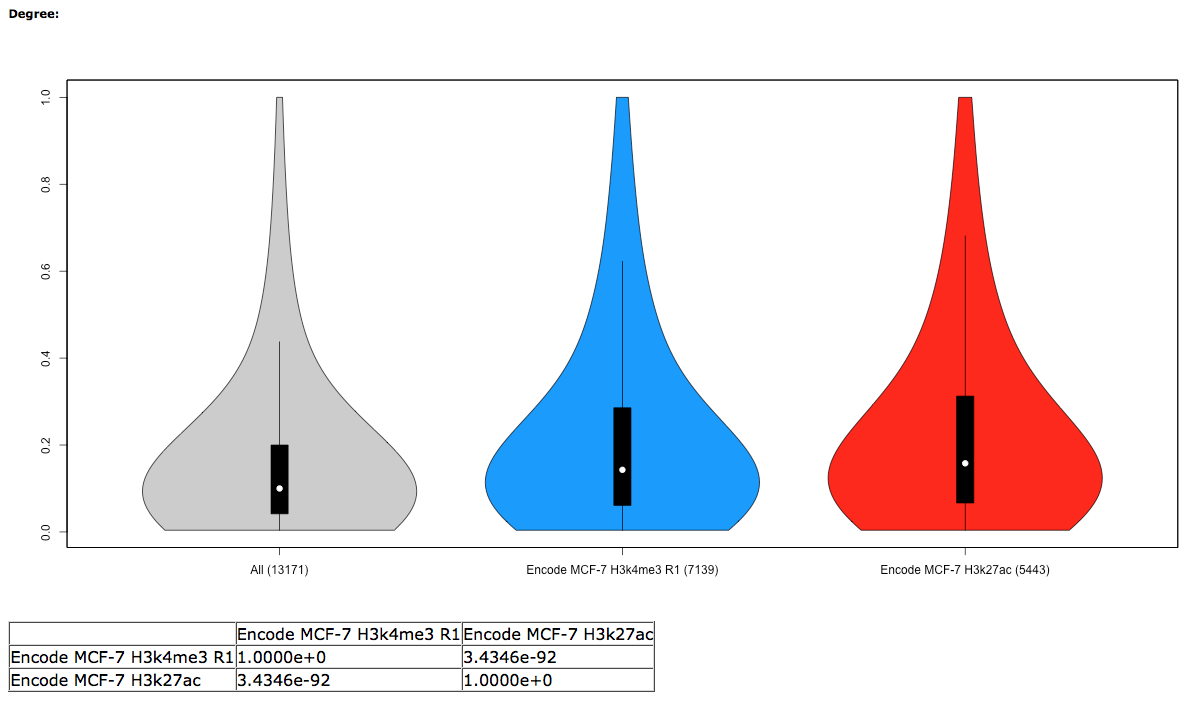 Degree:
1.0
0.8
0.6
0.4
0.2
0.0
All (13171) Encode MCF-7 H3k4me3 R1 (7139) Encode MCF-7 H3k27ac (5443)
Encode MCF-7 H3k4me3 R1 Encode MCF-7 H3k27ac
Encode MCF-7 H3k4me3 R1 1.0000e+0 3.4346e-92
Encode MCF-7 H3k27ac 3.4346e-92 1.0000e+0